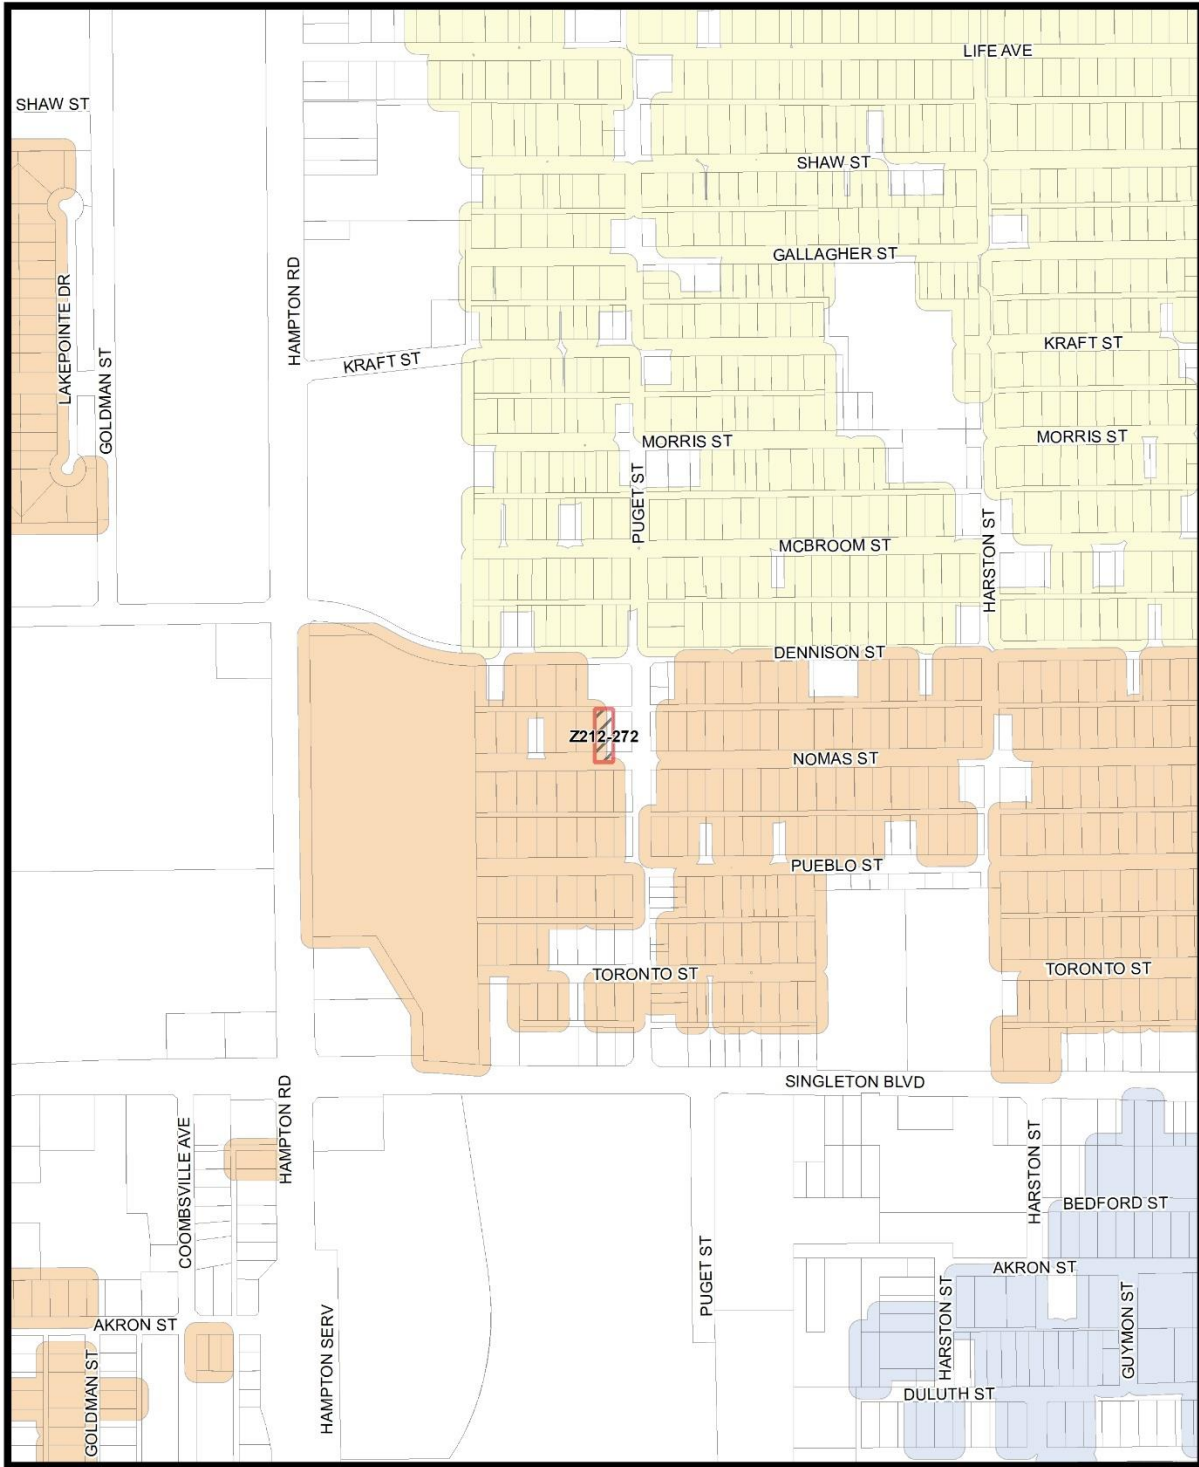 LIFE AVE
SHAW ST
SHAW ST
GALLAGHER ST
HAMPTON RD
LAKEPOINTE DR
GOLDMAN ST
KRAFT ST
KRAFT ST
MORRIS ST
MORRIS ST
PUGET ST
MCBROOM ST
HARSTON ST
DENNISON ST
Z212-272
NOMAS ST
PUEBLO ST
TORONTO ST
TORONTO ST
SINGLETON BLVD
HAMPTON RD
COOMBSVILLE AVE
HARSTON ST
BEDFORD ST
PUGET ST
AKRON ST
AKRON ST
HAMPTON SERV
HARSTON ST
GUYMON ST
GOLDMAN ST
DULUTH ST